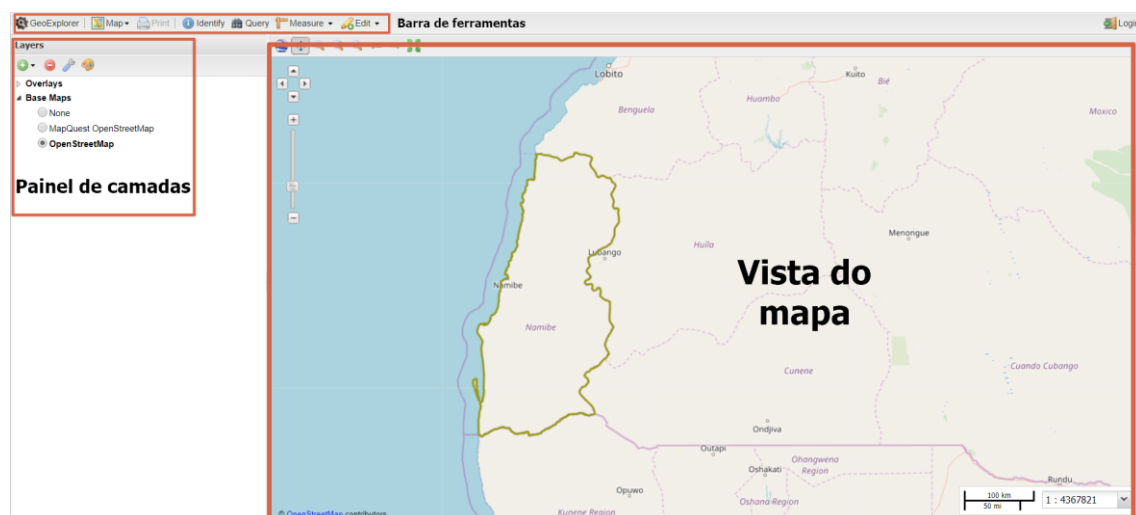 GeoExplorer Map Print Identify Query Measure Edit Barra de ferramentas Login
Layers
Overlays
Base Maps
None
MapQuest OpenStreetMap
OpenStreetMap
Painel de camadas
Lobito
Kuito
Bié
Huambo
Benguela
Moxico
Menongue
Lubango
Huíla
Namibe
Vista do
mapa
Namibe
Cunene
Cuando Cubango
Ondjiva
Outapi
Ohangwena
Region
Oshakati
Rundu
Opuwo
Oshana Region
Kunene Region
100 km
50 mi
1 : 4367821
© OpenStreetMap contributors